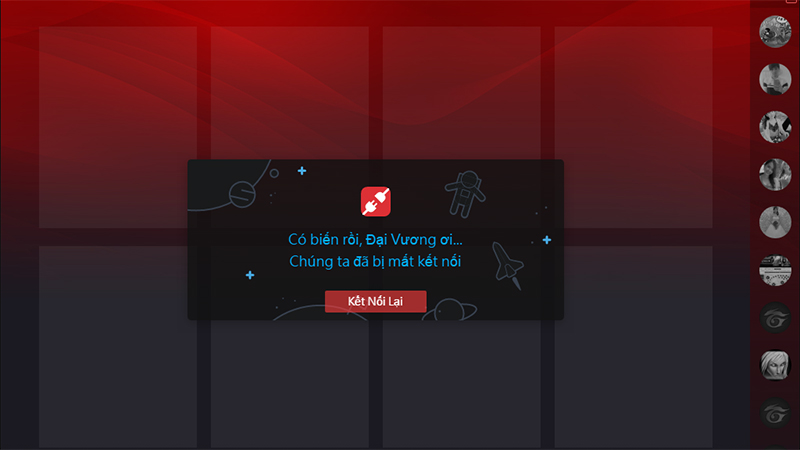 Có biến rồi, Đại Vương ơi...
Chúng ta đã bị mất kết nối
Kết Nối Lại